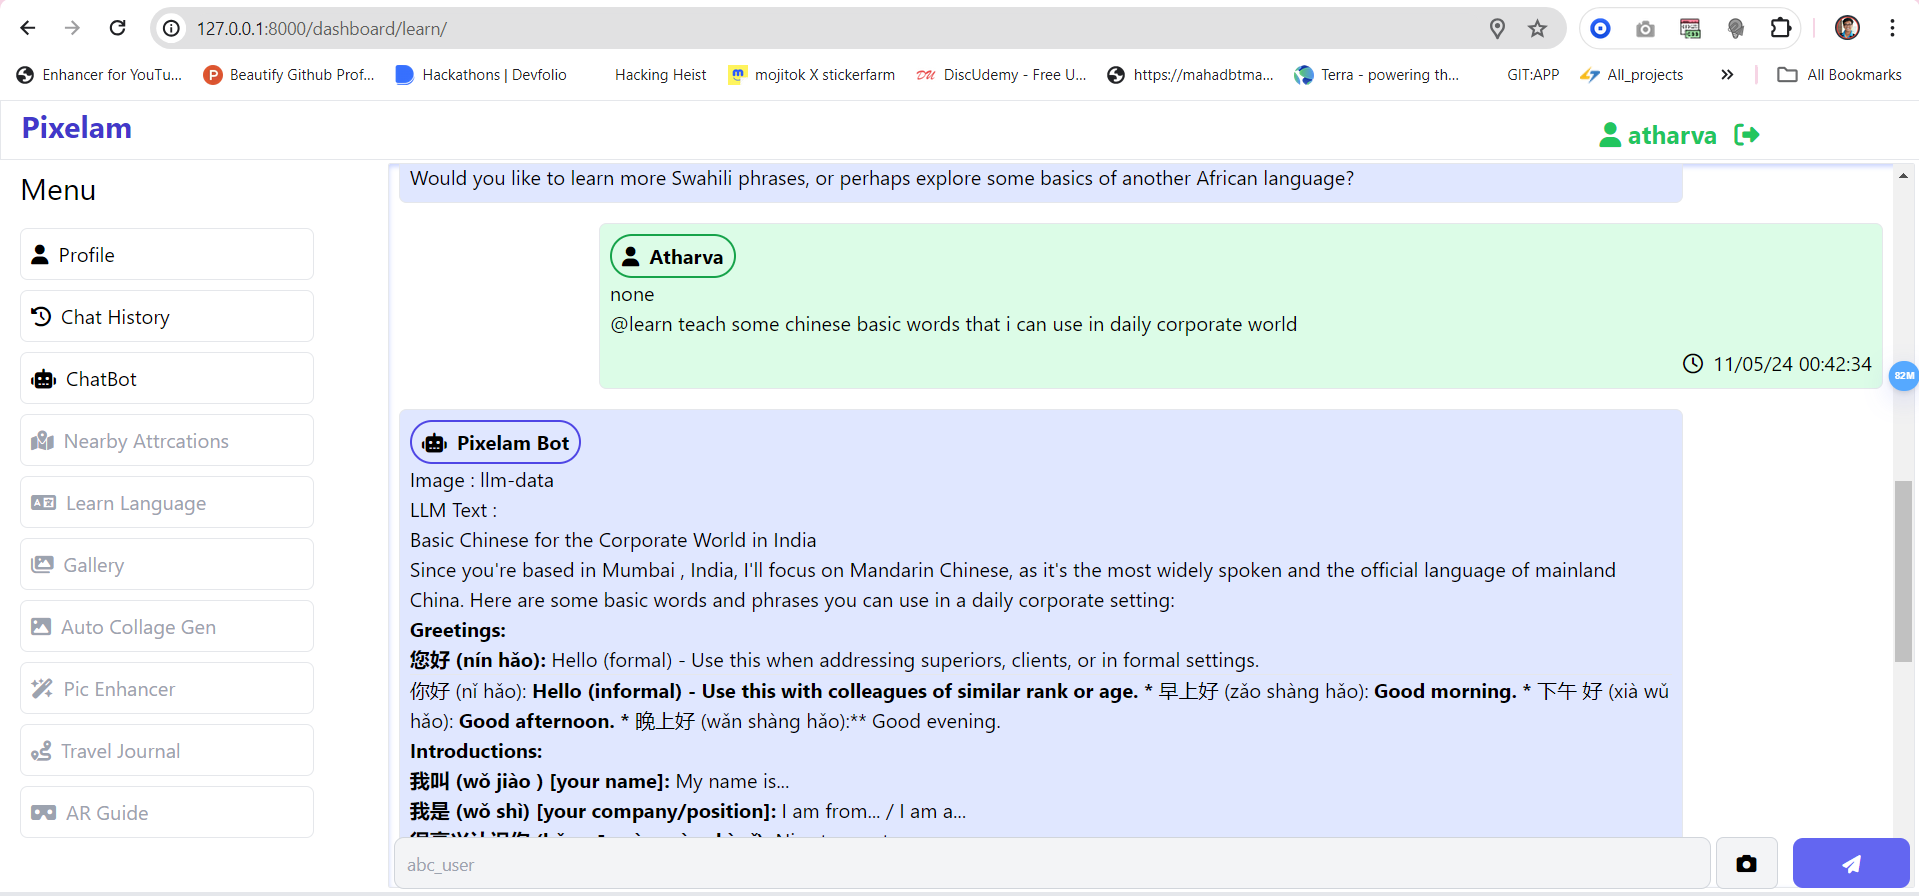 127.0.0.1:8000/dashboard/learn/
Enhancer for YouTu...
Beautify Github Prof...
Hackathons | Devfolio
Hacking Heist
mojitok X stickerfarm
DU DiscUdemy - Free U...
https://mahadbtma...
Terra - powering th...
GIT:APP
All_projects
»
All Bookmarks
Pixelam
atharva
Menu
Profile
Chat History
ChatBot
Nearby Attrcations
Learn Language
Gallery
Auto Collage Gen
Pic Enhancer
Travel Journal
AR Guide
Would you like to learn more Swahili phrases, or perhaps explore some basics of another African language?
Atharva
none
@learn teach some chinese basic words that i can use in daily corporate world
11/05/24 00:42:34
82M
Pixelam Bot
Image : llm-data
LLM Text :
Basic Chinese for the Corporate World in India
Since you're based in Mumbai , India, I'll focus on Mandarin Chinese, as it's the most widely spoken and the official language of mainland
China. Here are some basic words and phrases you can use in a daily corporate setting:
Greetings:
您好 (nín hǎo): Hello (formal) - Use this when addressing superiors, clients, or in formal settings.
你好 (nǐ hǎo): Hello (informal) - Use this with colleagues of similar rank or age. * 早上好 (zǎo shàng hǎo): Good morning. * 下午 好 (xià wǔ
hǎo): Good afternoon. * 晚上好 (wǎn shàng hǎo):** Good evening.
Introductions:
我叫 (wǒ jiào ) [your name]: My name is...
我是 (wǒ shì) [your company/position]: I am from... / I am a...
abc_user